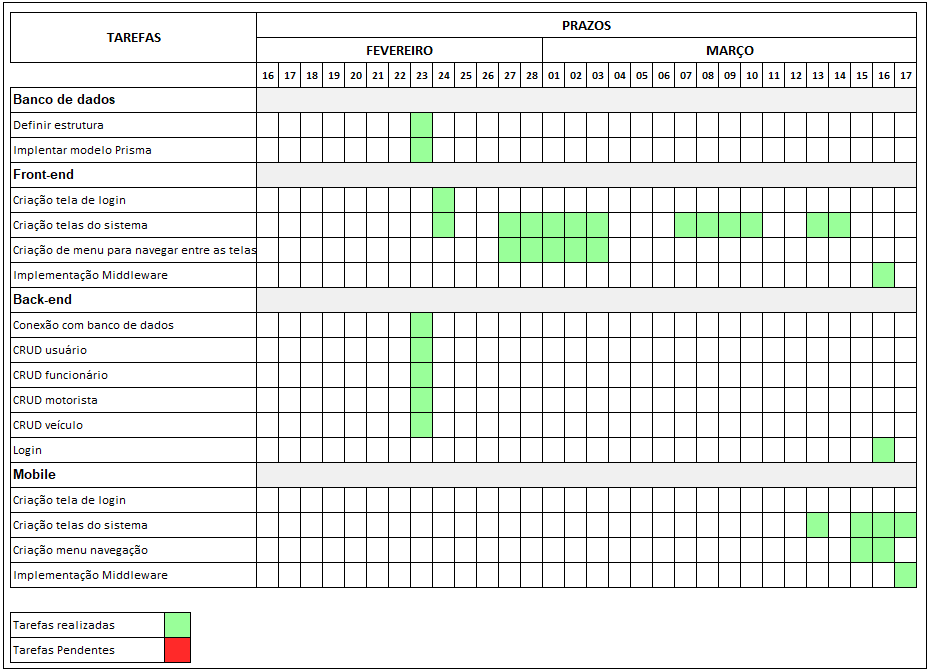 TAREFAS
PRAZOS
FEVEREIRO MARÇO
16 17 18 19 20 21 22 23 24 25 26 27 28 01 02 03 04 05 06 07 08 09 10 11 12 13 14 15 16 17
Banco de dados
Definir estrutura
Implentar modelo Prisma
Front-end
Criação tela de login
Criação telas do sistema
Criação de menu para navegar entre as telas
Implementação Middleware
Back-end
Conexão com banco de dados
CRUD usuário
CRUD funcionário
CRUD motorista
CRUD veículo
Login
Mobile
Criação tela de login
Criação telas do sistema
Criação menu navegação
Implementação Middleware
Tarefas realizadas
Tarefas Pendentes